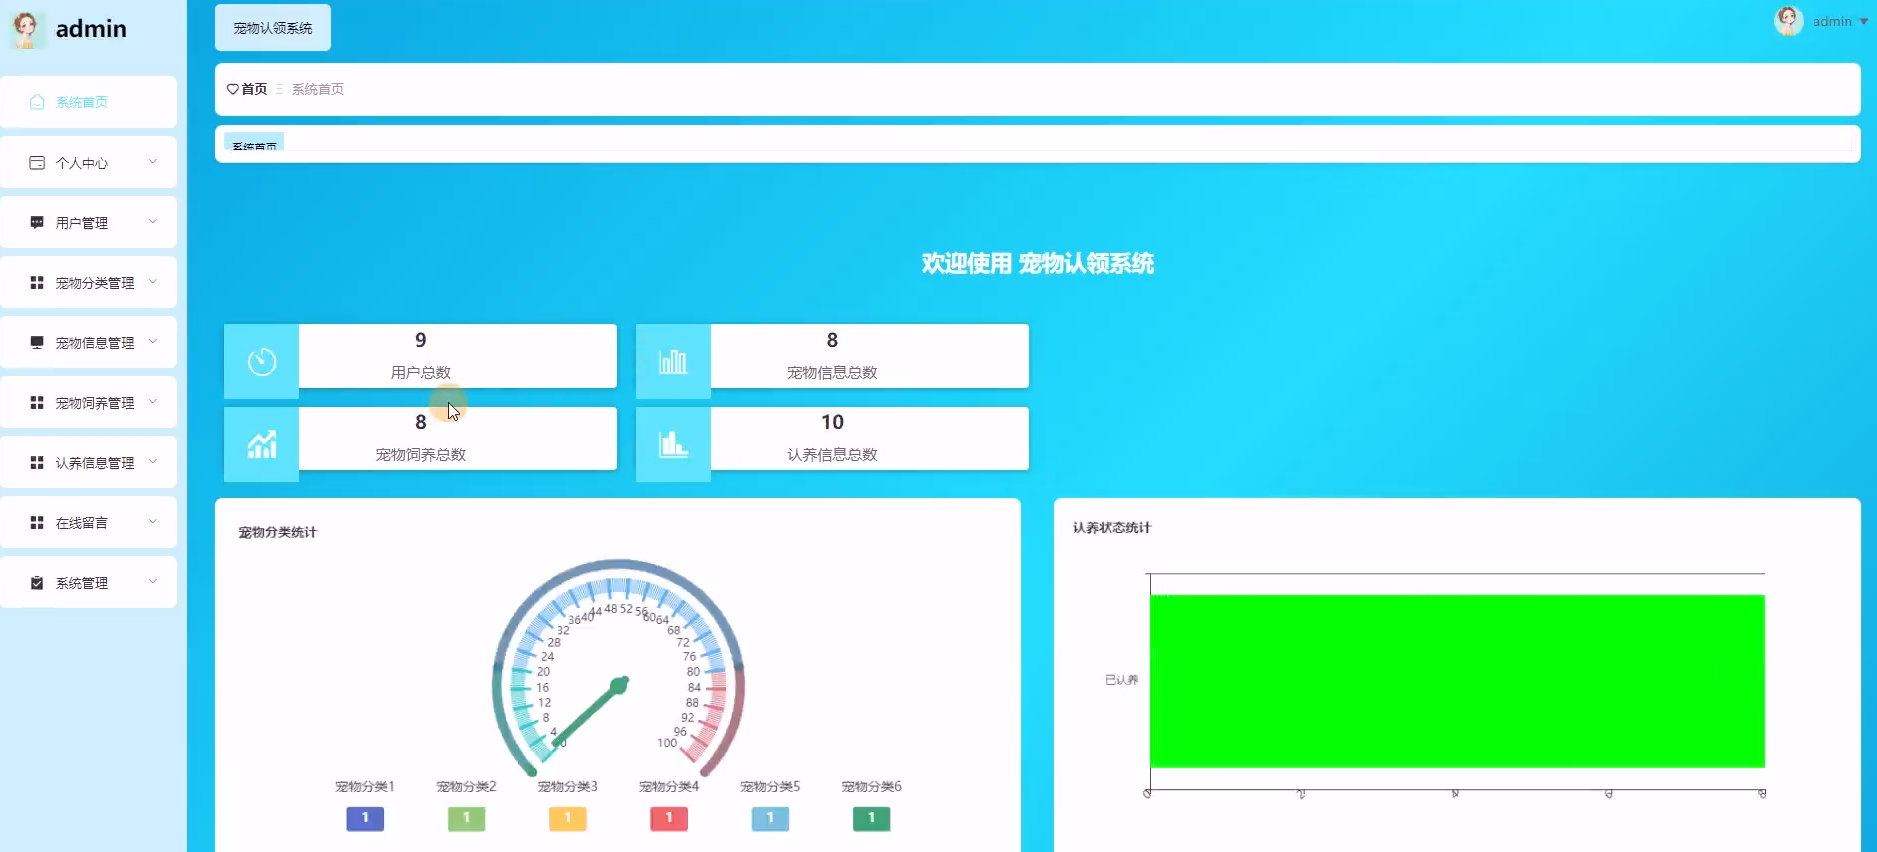 admin
宠物认领系统
admin
首页 系统首页
系统首页
系统首页
个人中心
用户管理
宠物分类管理
宠物信息管理
宠物饲养管理
认养信息管理
在线留言
系统管理
欢迎使用 宠物认领系统
9
用户总数
8
宠物信息总数
8
宠物饲养总数
10
认养信息总数
宠物分类统计
0
4
8
12
16
20
24
28
32
36
40
44
48
52
56
60
64
68
72
76
80
84
88
92
96
100
宠物分类1 宠物分类2 宠物分类3 宠物分类4 宠物分类5 宠物分类6
1 1 1 1 1 1
认养状态统计
已认养
0 2 4 6 8